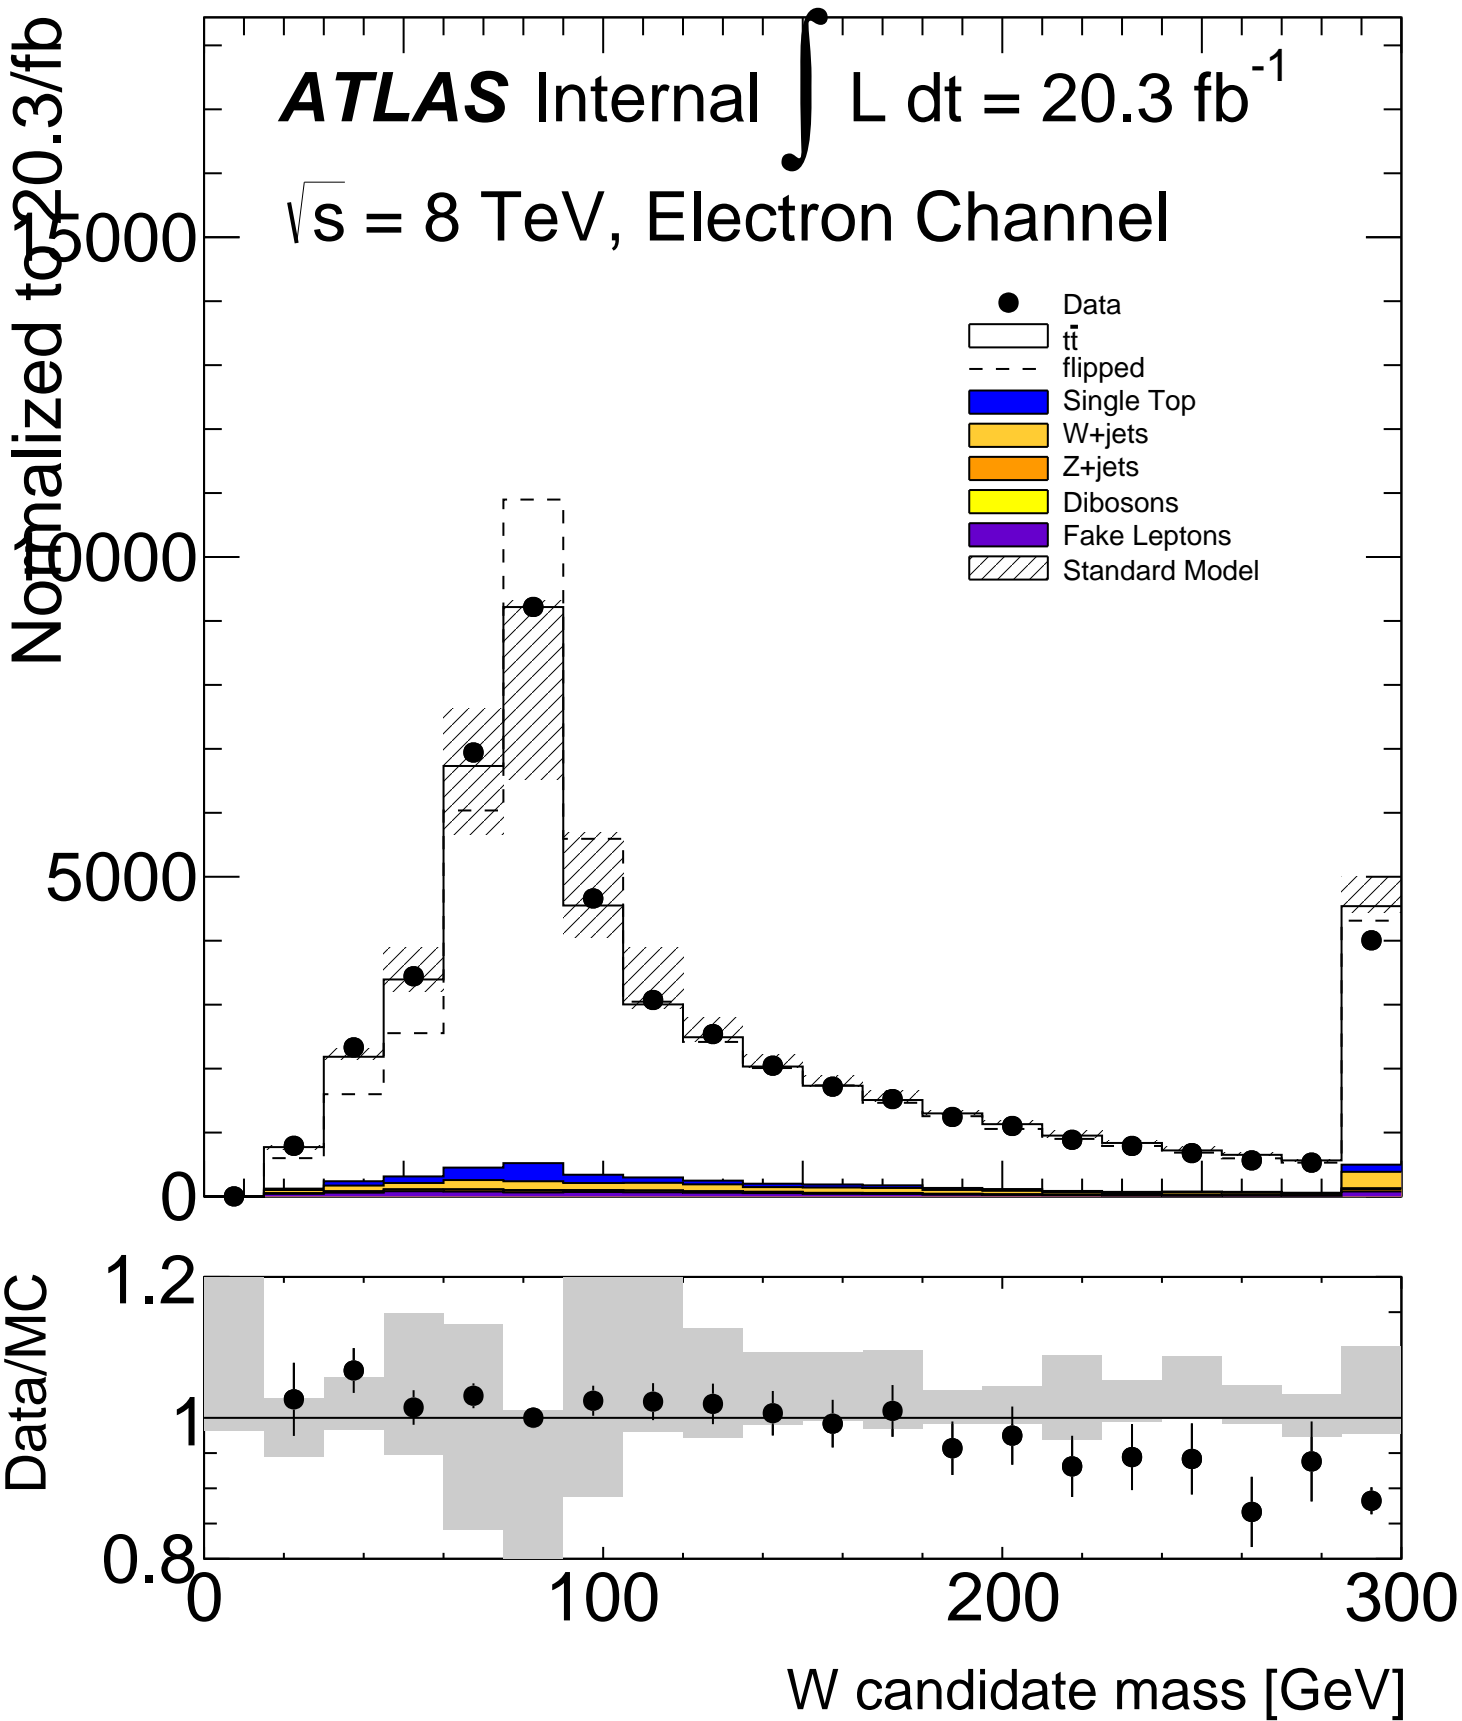 ATLAS Internal ∫ L dt = 20.3 fb⁻¹
√s = 8 TeV, Electron Channel
Normalized to 20.3/fb
15000
10000
5000
0
Data
tt̄
flipped
Single Top
W+jets
Z+jets
Dibosons
Fake Leptons
Standard Model
Data/MC
1.2
1
0.8
0
100
200
300
W candidate mass [GeV]